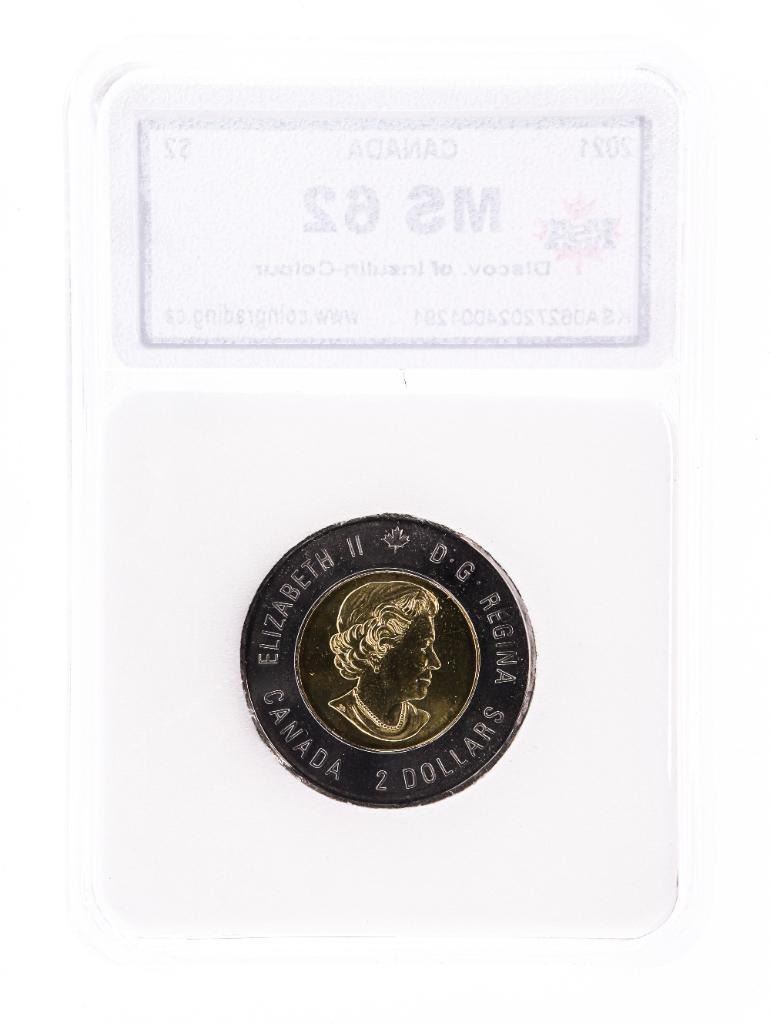 2021 CANADA $2
MS 62
Discov. of Insulin-Colour
www.coingrading.ca
ELIZABETH II D·G·REGINA
CANADA 2 DOLLARS